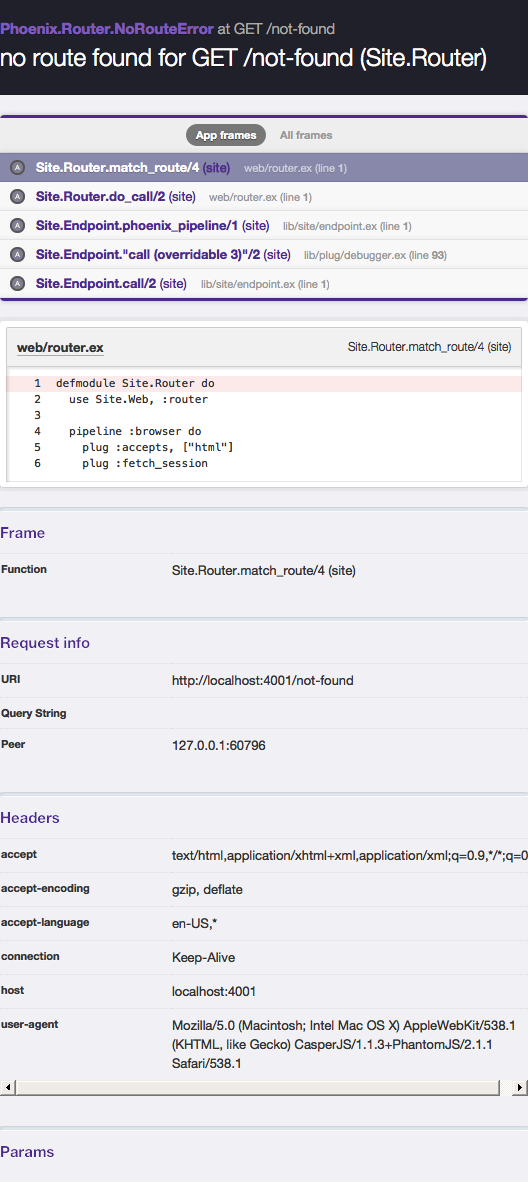 Phoenix.Router.NoRouteError at GET /not-found
no route found for GET /not-found (Site.Router)
App frames All frames
A Site.Router.match_route/4 (site) web/router.ex (line 1)
A Site.Router.do_call/2 (site) web/router.ex (line 1)
A Site.Endpoint.phoenix_pipeline/1 (site) lib/site/endpoint.ex (line 1)
A Site.Endpoint."call (overridable 3)"/2 (site) lib/plug/debugger.ex (line 93)
A Site.Endpoint.call/2 (site) lib/site/endpoint.ex (line 1)
web/router.ex Site.Router.match_route/4 (site)
1 defmodule Site.Router do
2 use Site.Web, :router
3
4 pipeline :browser do
5 plug :accepts, ["html"]
6 plug :fetch_session
Frame
Function Site.Router.match_route/4 (site)
Request info
URI http://localhost:4001/not-found
Query String
Peer 127.0.0.1:60796
Headers
accept text/html,application/xhtml+xml,application/xml;q=0.9,*/*;q=0
accept-encoding gzip, deflate
accept-language en-US,*
connection Keep-Alive
host localhost:4001
user-agent Mozilla/5.0 (Macintosh; Intel Mac OS X) AppleWebKit/538.1
(KHTML, like Gecko) CasperJS/1.1.3+PhantomJS/2.1.1
Safari/538.1
Params